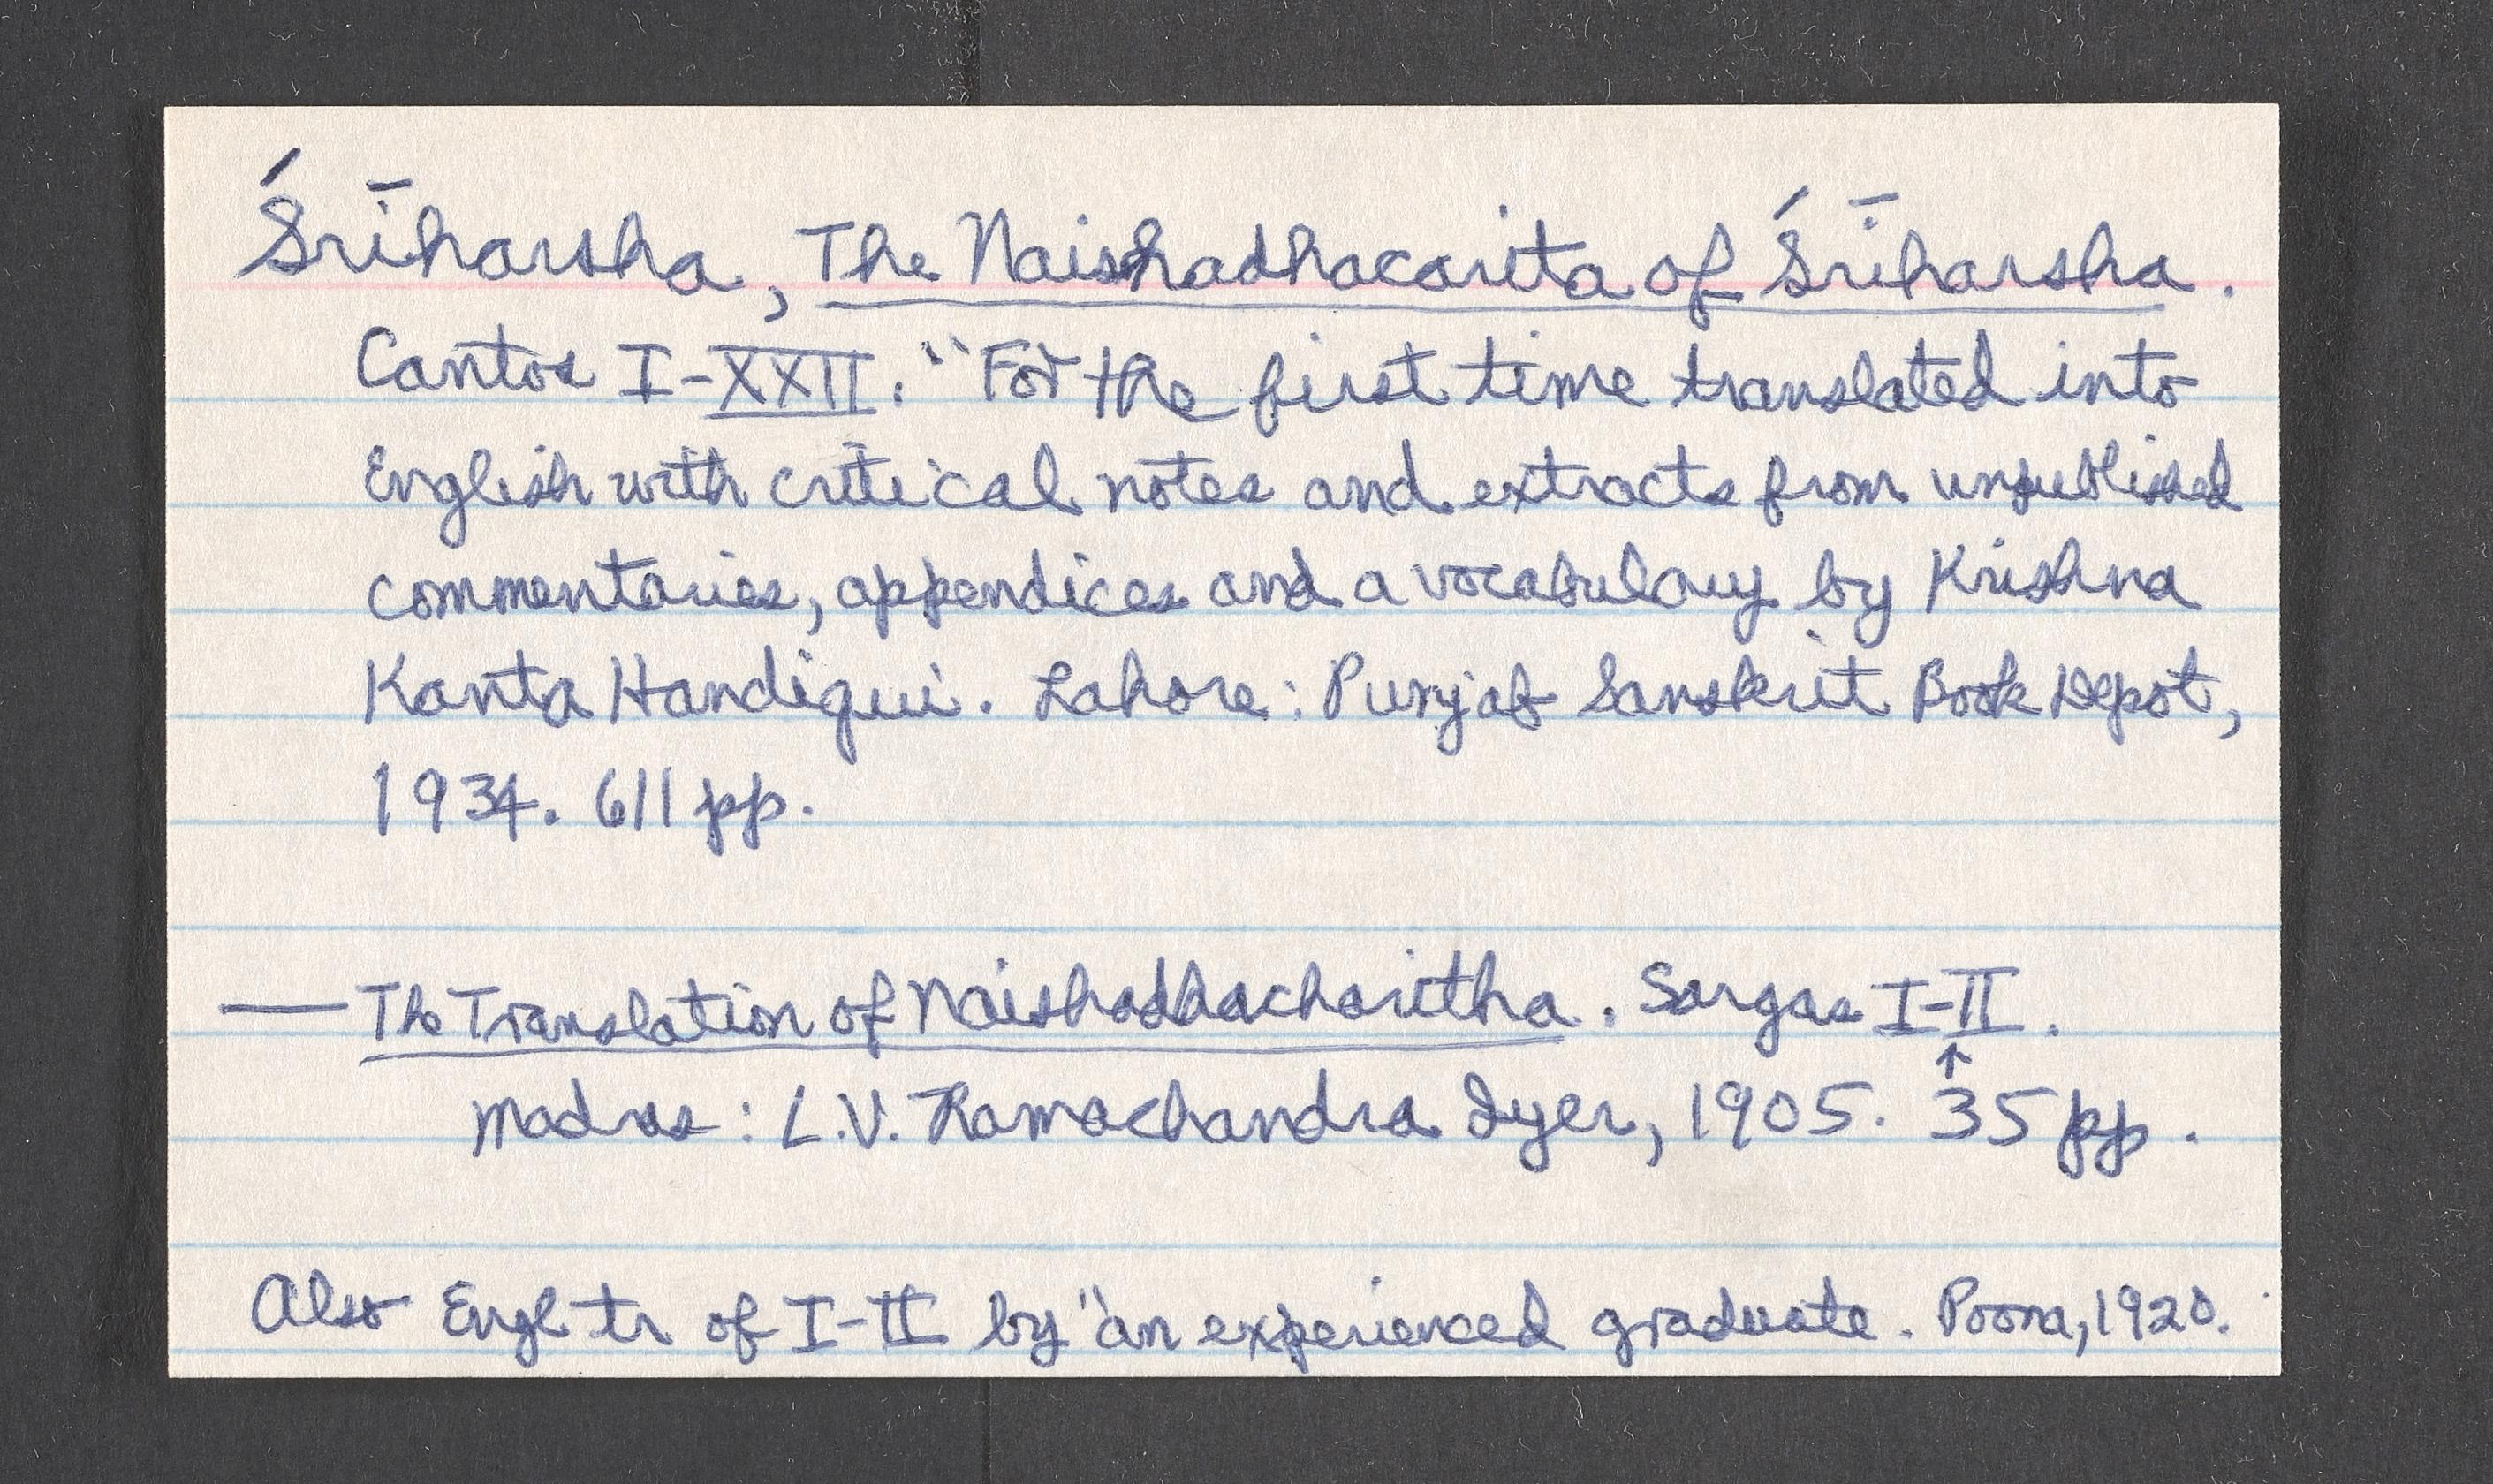 Śrīharsha, The Naishadhacarita of Śrīharsha.
Cantos I-XXII. "For the first time translated into
English with critical notes and extracts from unpublished
commentaries, appendices and a vocabulary by Krishna
Kanta Handiqui. Lahore: Punjab Sanskrit Book Depot,
1934. 611 pp.
— The Translation of Naishadhacharitha. Sargas I-II.
↑
Madras: L.V. Ramachandra Iyer, 1905. 35 pp.
Also Engl tr of I-II by "an experienced graduate. Poona, 1920.